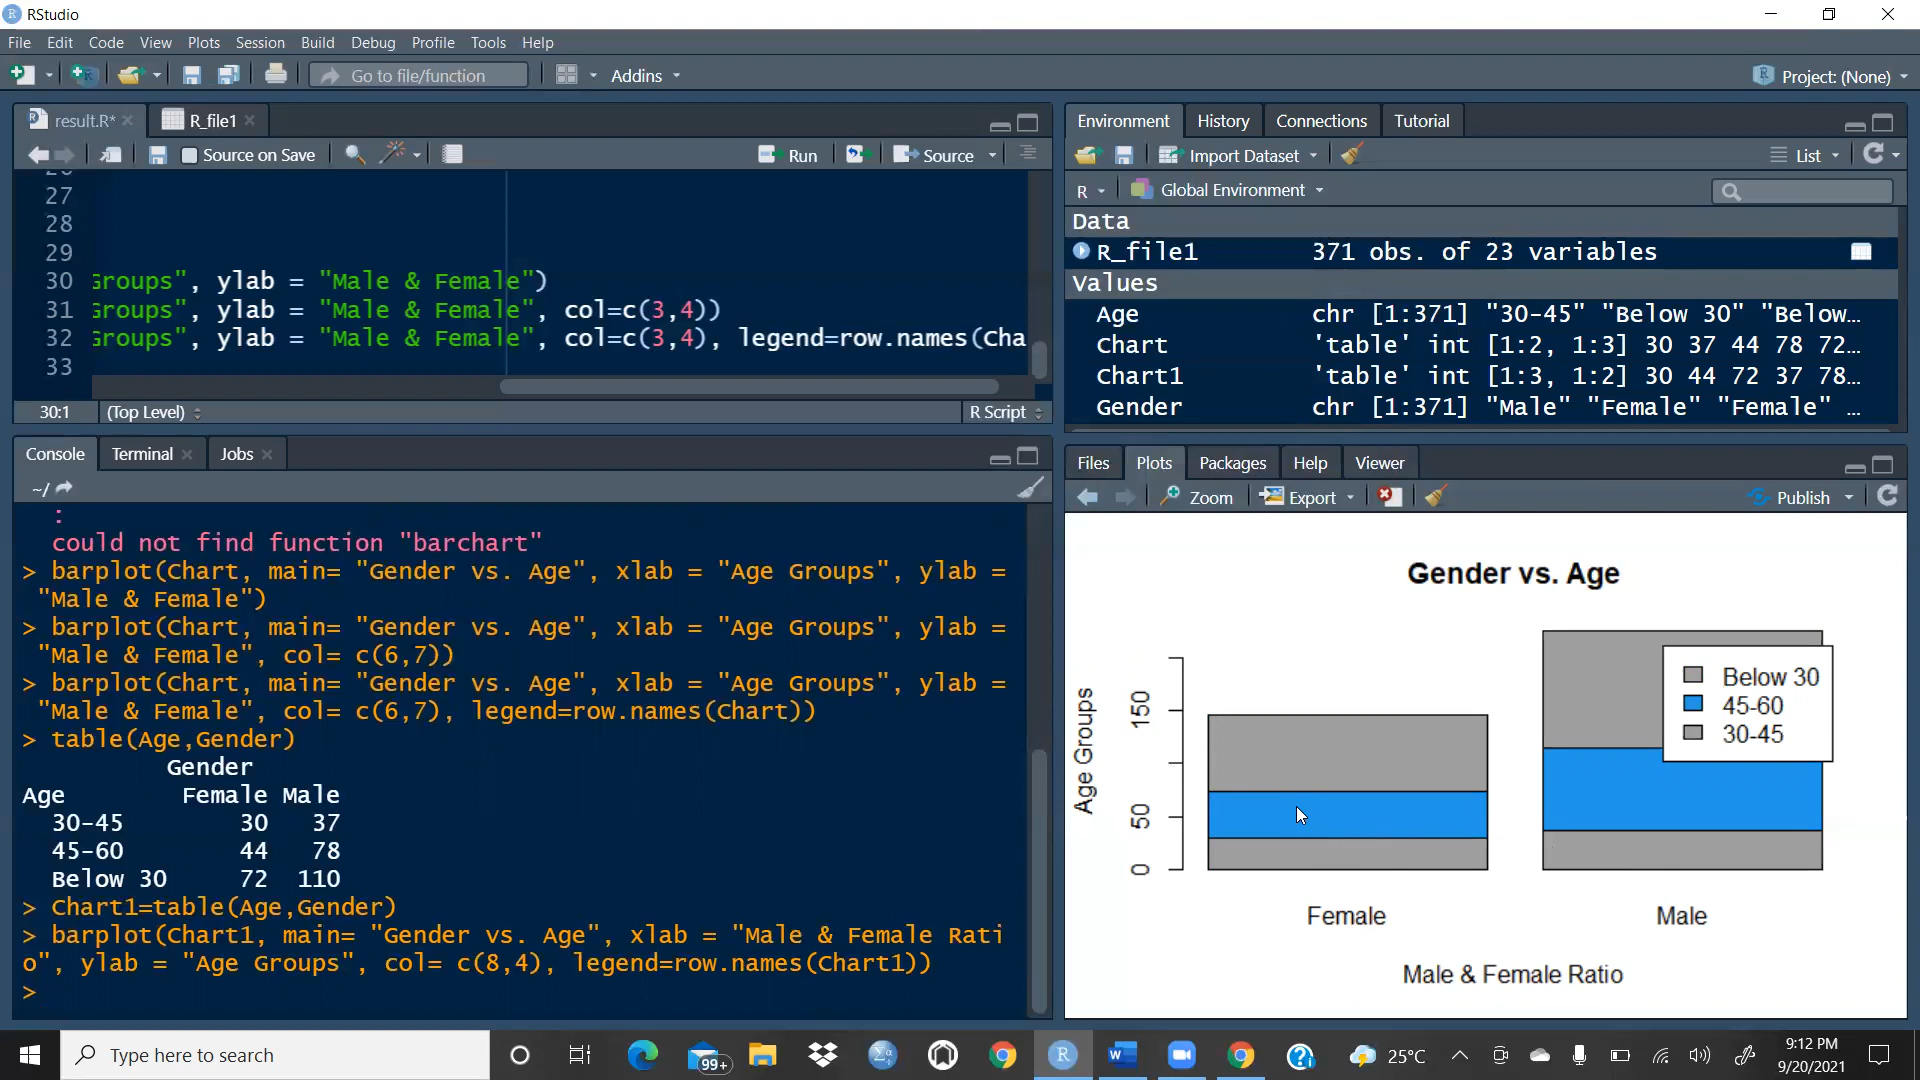 RStudio
File Edit Code View Plots Session Build Debug Profile Tools Help
Go to file/function Addins Project: (None)
result.R* R_file1
Source on Save Run Source
27
28
29
30 Groups", ylab = "Male & Female")
31 Groups", ylab = "Male & Female", col=c(3,4))
32 Groups", ylab = "Male & Female", col=c(3,4), legend=row.names(Cha
33
30:1 (Top Level) R Script
Console Terminal Jobs
~/
:
could not find function "barchart"
> barplot(Chart, main= "Gender vs. Age", xlab = "Age Groups", ylab =
"Male & Female")
> barplot(Chart, main= "Gender vs. Age", xlab = "Age Groups", ylab =
"Male & Female", col= c(6,7))
> barplot(Chart, main= "Gender vs. Age", xlab = "Age Groups", ylab =
"Male & Female", col= c(6,7), legend=row.names(Chart))
> table(Age,Gender)
Gender
Age Female Male
30-45 30 37
45-60 44 78
Below 30 72 110
> Chart1=table(Age,Gender)
> barplot(Chart1, main= "Gender vs. Age", xlab = "Male & Female Rati
o", ylab = "Age Groups", col= c(8,4), legend=row.names(Chart1))
>
Environment History Connections Tutorial
Import Dataset List
R Global Environment
Data
R_file1 371 obs. of 23 variables
Values
Age chr [1:371] "30-45" "Below 30" "Below…
Chart 'table' int [1:2, 1:3] 30 37 44 78 72…
Chart1 'table' int [1:3, 1:2] 30 44 72 37 78…
Gender chr [1:371] "Male" "Female" "Female" …
Files Plots Packages Help Viewer
Zoom Export Publish
Gender vs. Age
Age Groups
150
50
0
Below 30
45-60
30-45
Female Male
Male & Female Ratio
Type here to search
99+
25°C
9:12 PM
9/20/2021